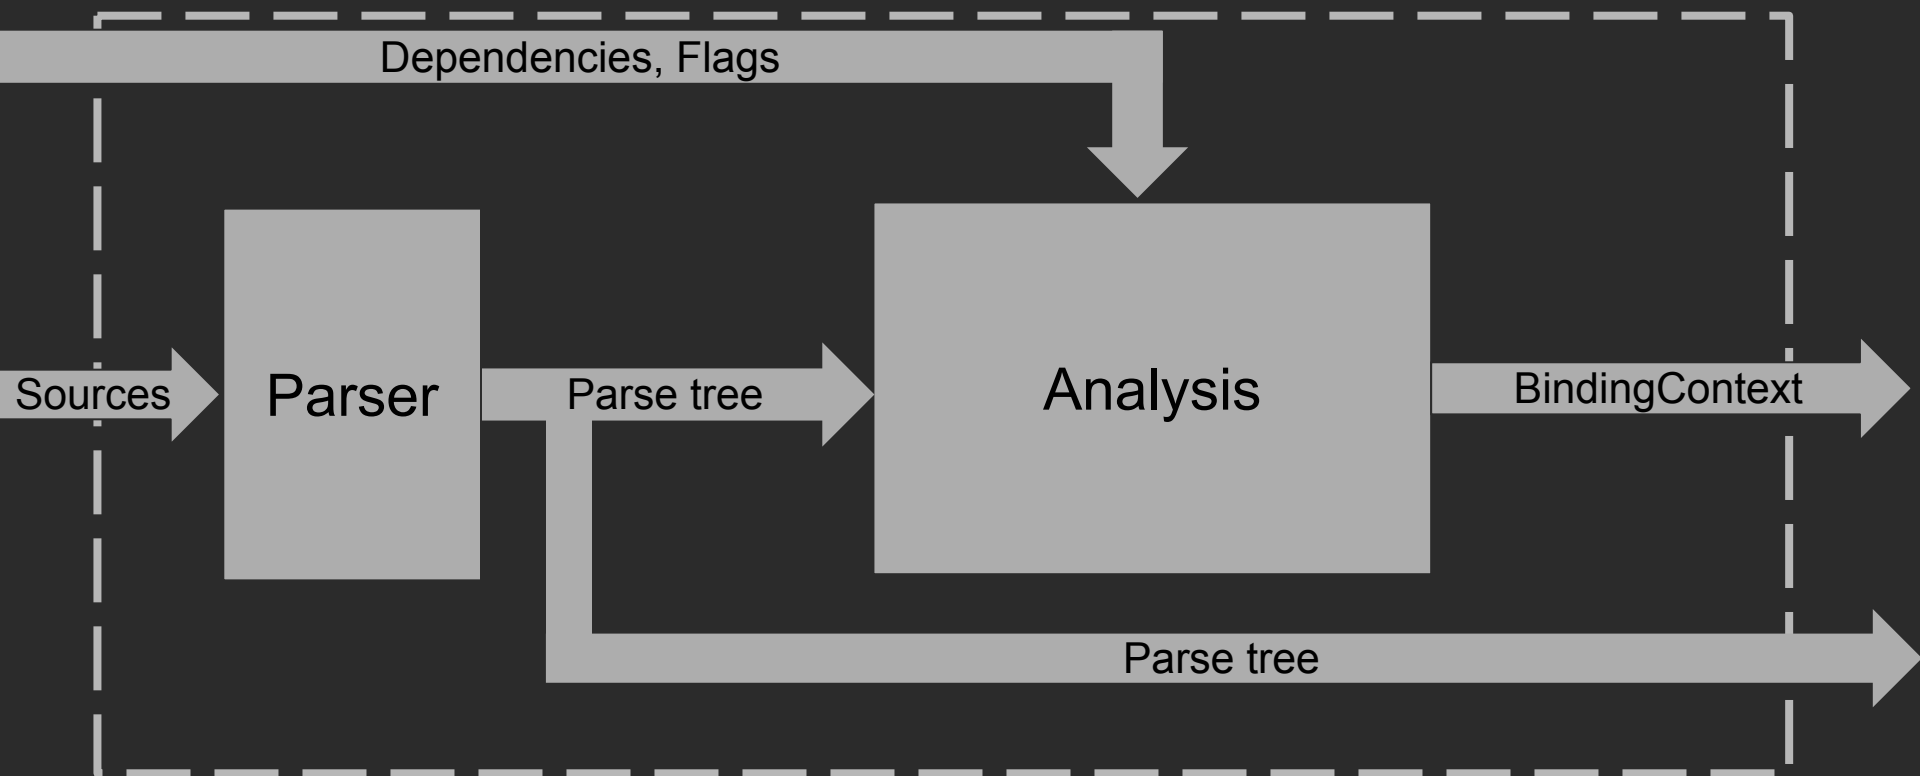 Dependencies, Flags
Sources
Parser
Parse tree
Analysis
BindingContext
Parse tree